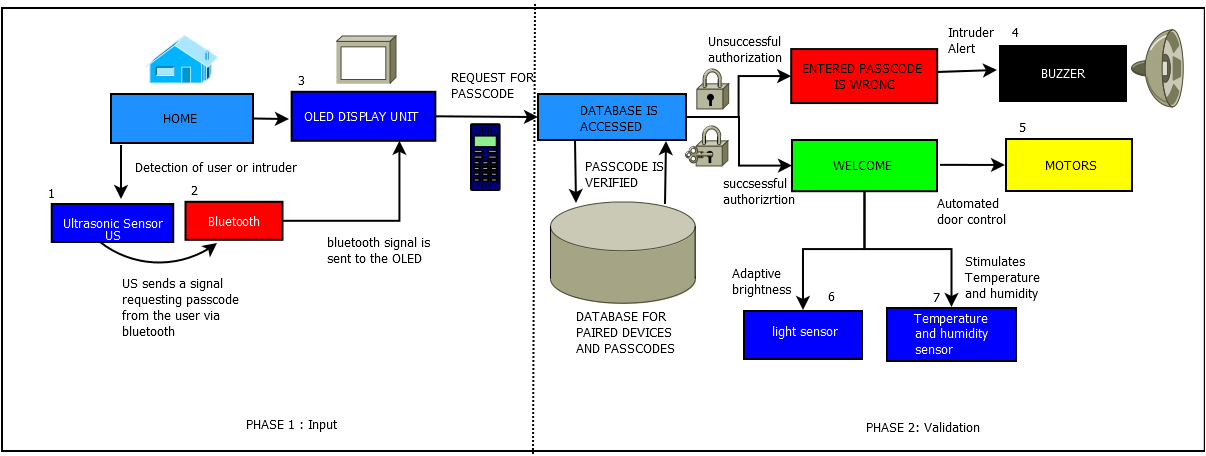 HOME
3
OLED DISPLAY UNIT
REQUEST FOR
PASSCODE
Detection of user or intruder
1
Ultrasonic Sensor
US
2
Bluetooth
US sends a signal
requesting passcode
from the user via
bluetooth
bluetooth signal is
sent to the OLED
PHASE 1 : Input
DATABASE IS
ACCESSED
PASSCODE IS
VERIFIED
DATABASE FOR
PAIRED DEVICES
AND PASSCODES
Unsuccessful
authorization
ENTERED PASSCODE
IS WRONG
Intruder
Alert
4
BUZZER
succsessful
authorizrtion
WELCOME
5
MOTORS
Automated
door control
Adaptive
brightness
6
light sensor
Stimulates
Temperature
and humidity
7
Temperature
and humidity
sensor
PHASE 2: Validation